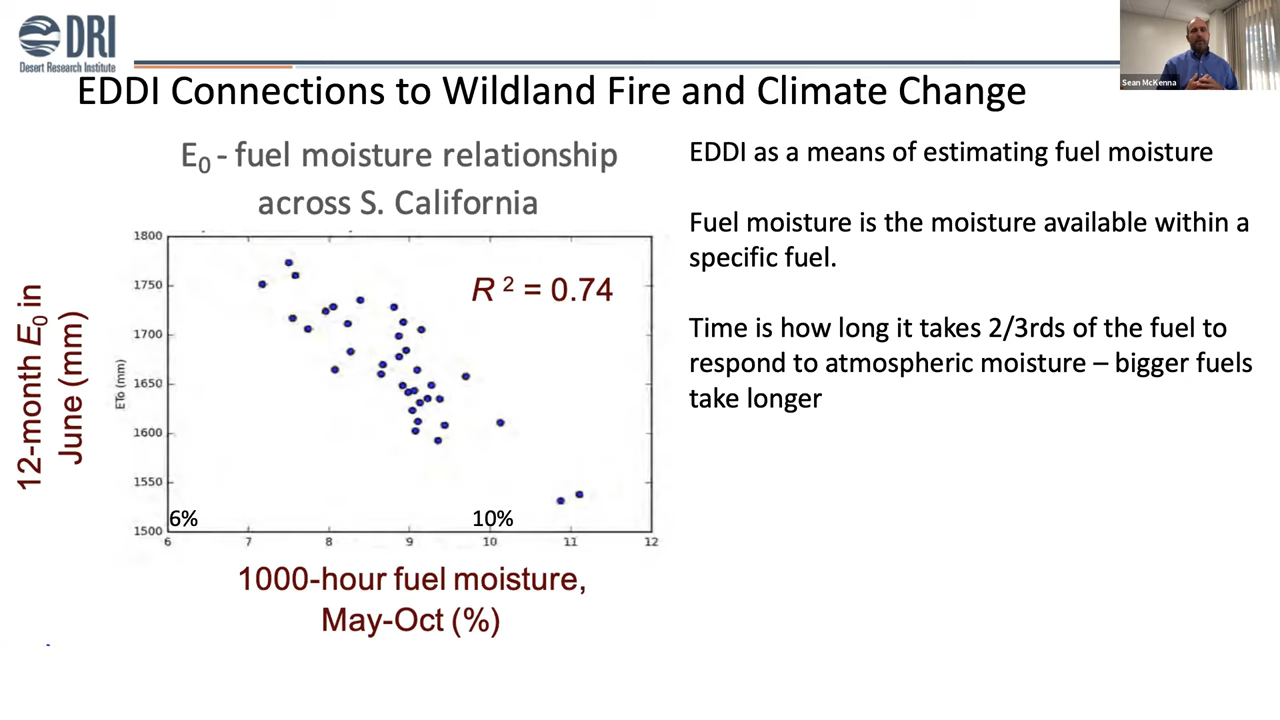 DRI
Desert Research Institute
Sean McKenna
EDDI Connections to Wildland Fire and Climate Change
E₀ - fuel moisture relationship
across S. California
R² = 0.74
12-month E₀ in
June (mm)
ETo (mm)
1800
1750
1700
1650
1600
1550
1500
6% 10%
6 7 8 9 10 11 12
1000-hour fuel moisture,
May-Oct (%)
EDDI as a means of estimating fuel moisture
Fuel moisture is the moisture available within a
specific fuel.
Time is how long it takes 2/3rds of the fuel to
respond to atmospheric moisture – bigger fuels
take longer